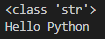 <class 'str'>
Hello Python